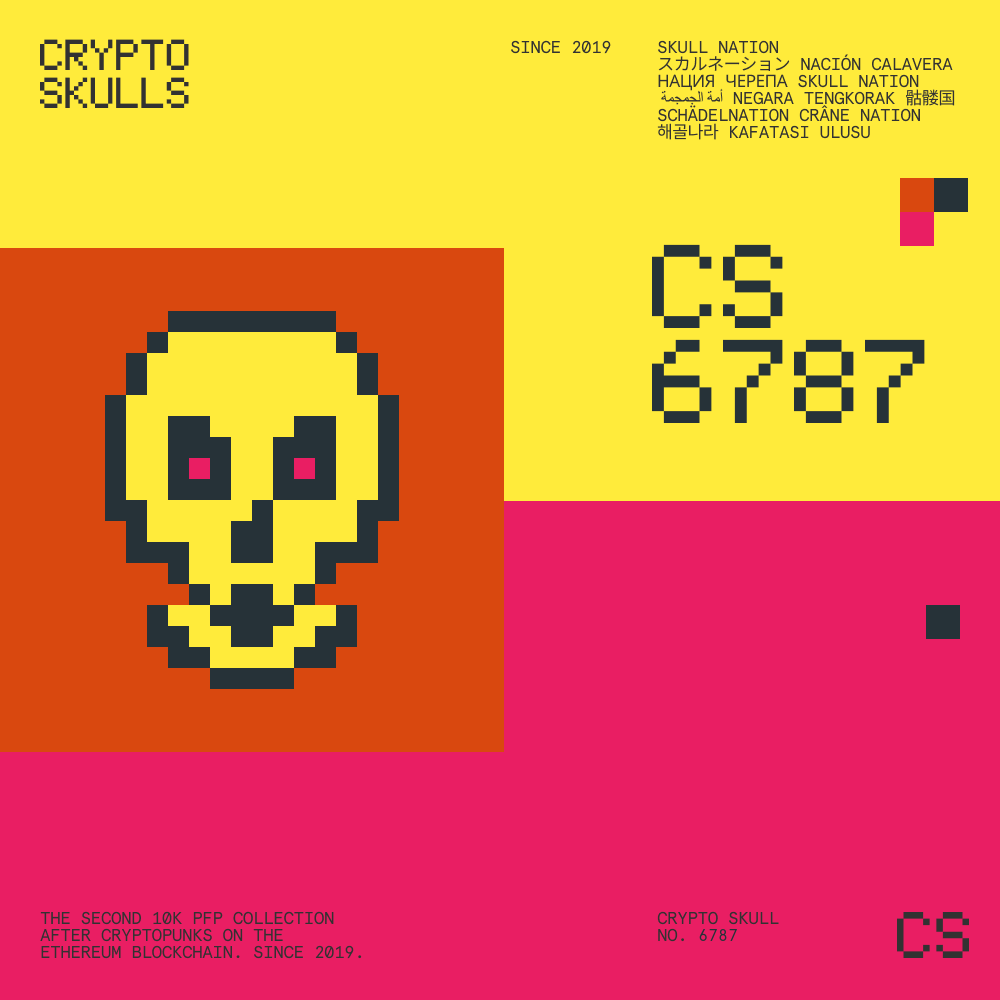 CRYPTO
SKULLS
SINCE 2019
SKULL NATION
スカルネーション NACIÓN CALAVERA
НАЦИЯ ЧЕРЕПА SKULL NATION
أمة الجمجمة NEGARA TENGKORAK 骷髅国
SCHÄDELNATION CRÂNE NATION
해골나라 KAFATASI ULUSU
CS
6787
THE SECOND 10K PFP COLLECTION
AFTER CRYPTOPUNKS ON THE
ETHEREUM BLOCKCHAIN. SINCE 2019.
CRYPTO SKULL
NO. 6787
CS